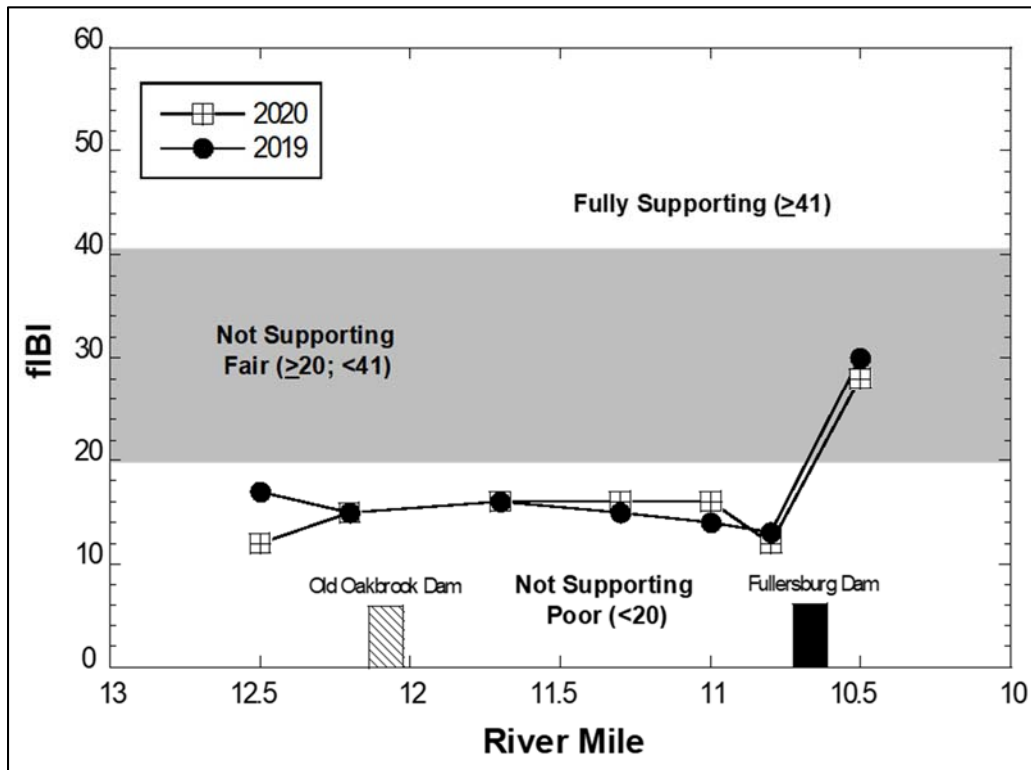 60
50
40
30
20
10
0
fIBI
2020
2019
Fully Supporting (≥41)
Not Supporting
Fair (≥20; <41)
Old Oakbrook Dam
Not Supporting
Poor (<20)
Fullersburg Dam
13
12.5
12
11.5
11
10.5
10
River Mile